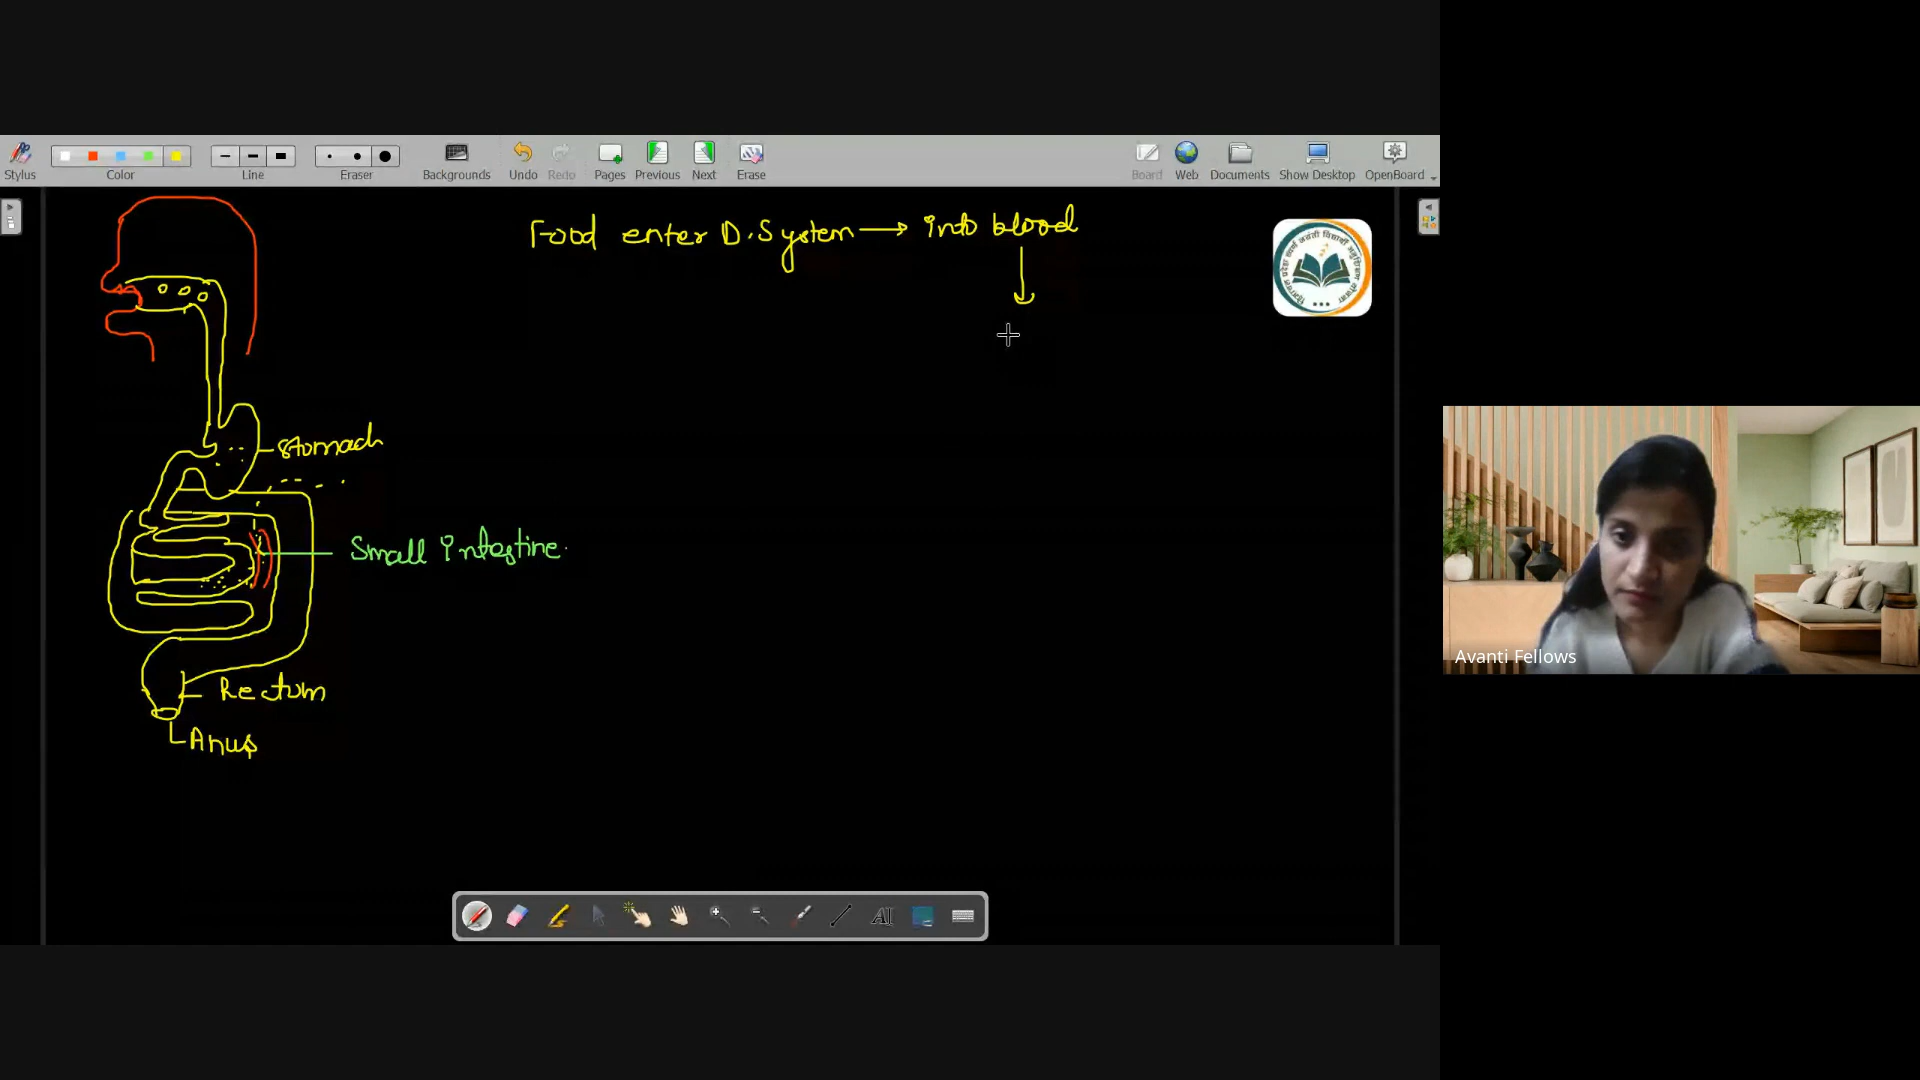 Stylus
Color
Line
Eraser
Backgrounds
Undo
Redo
Pages
Previous
Next
Erase
Board
Web
Documents
Show Desktop
OpenBoard
Food enter D.System → into blood
Stomach
Small intestine.
Rectum
Anus
Avanti Fellows